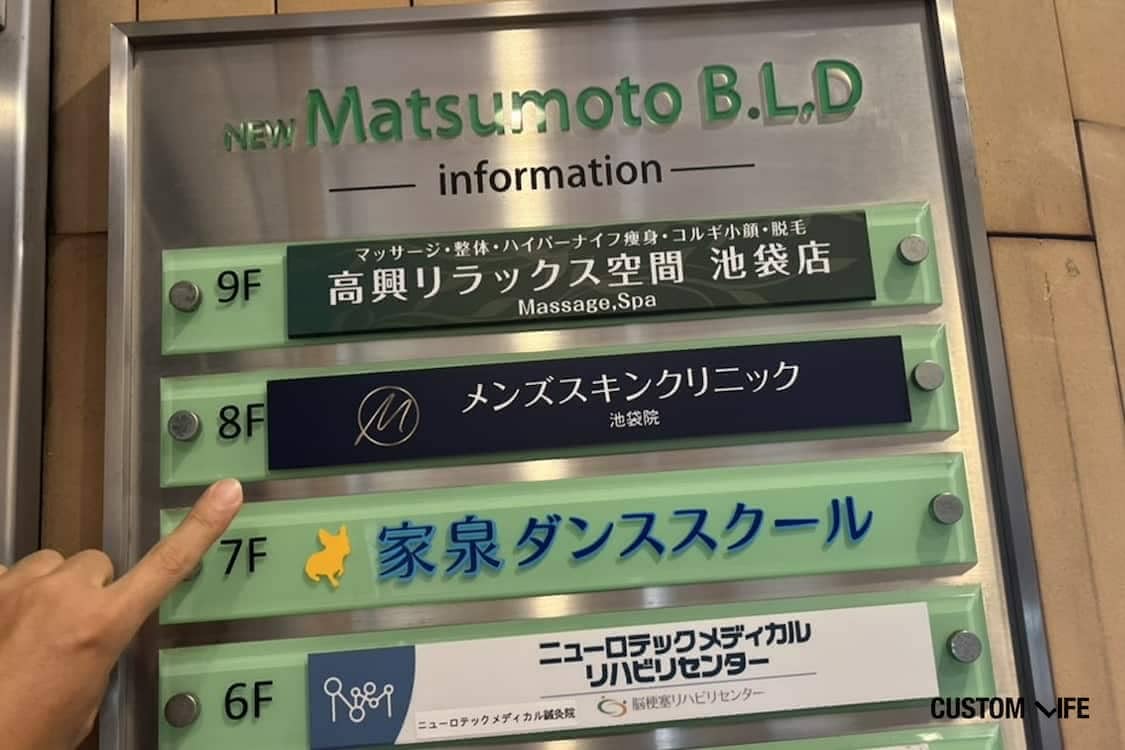 NEW Matsumoto B.L.D
information
マッサージ・整体・ハイパーナイフ痩身・コルギ小顔・脱毛
9F 高興リラックス空間 池袋店
Massage,Spa
8F M メンズスキンクリニック
池袋院
7F 家泉ダンススクール
ニューロテックメディカル
リハビリセンター
6F 脳梗塞リハビリセンター
ニューロテックメディカル鍼灸院
CUSTOM LIFE